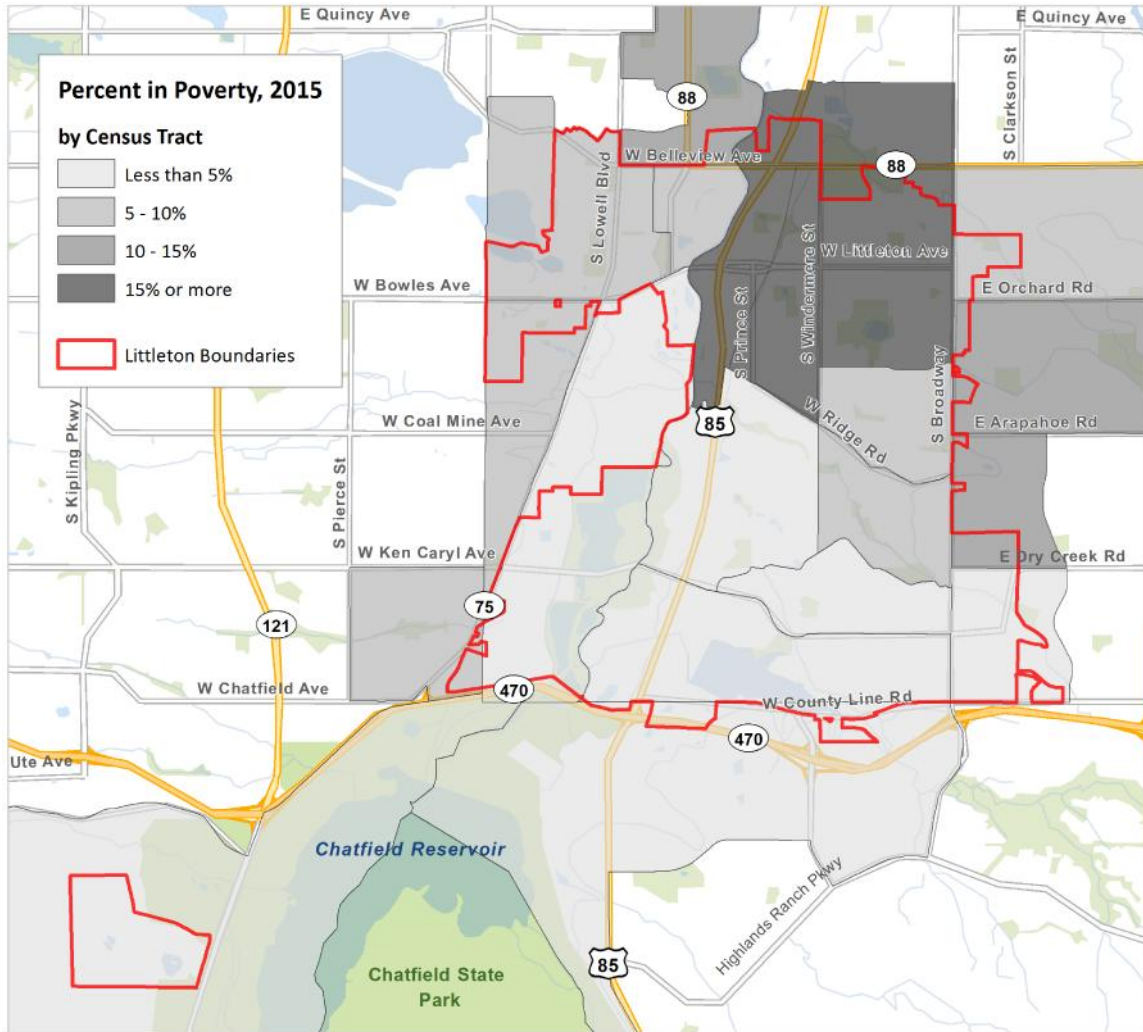 E Quincy Ave
E Quincy Ave
Percent in Poverty, 2015
by Census Tract
Less than 5%
5 - 10%
10 - 15%
15% or more
Littleton Boundaries
88
S Clarkson St
W Belleview Ave
88
S Lowell Blvd
S Windermere St
W Littleton Ave
W Bowles Ave
E Orchard Rd
S Prince St
S Broadway
S Kipling Pkwy
W Coal Mine Ave
85
W Ridge Rd
E Arapahoe Rd
S Pierce St
W Ken Caryl Ave
E Dry Creek Rd
75
121
W Chatfield Ave
470
W County Line Rd
470
Ute Ave
Chatfield Reservoir
Highlands Ranch Pkwy
85
Chatfield State
Park